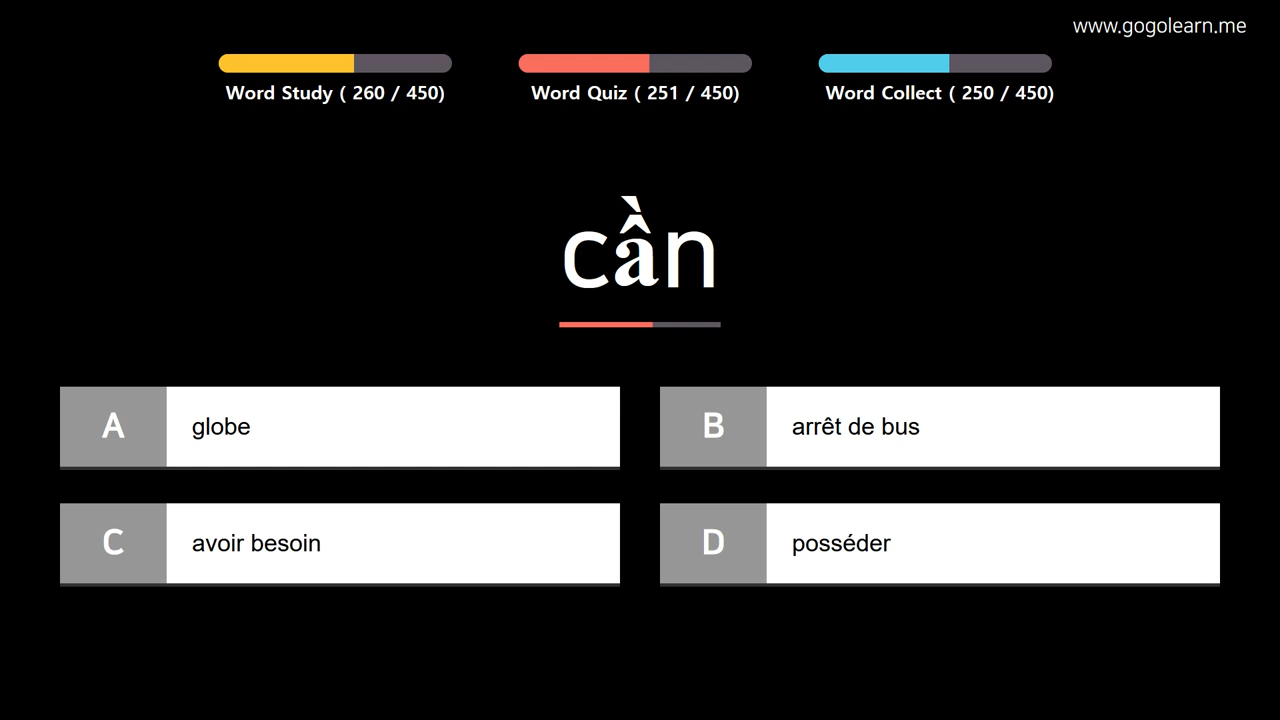 www.gogolearn.me
Word Study ( 260 / 450)
Word Quiz ( 251 / 450)
Word Collect ( 250 / 450)
cần
A
globe
B
arrêt de bus
C
avoir besoin
D
posséder